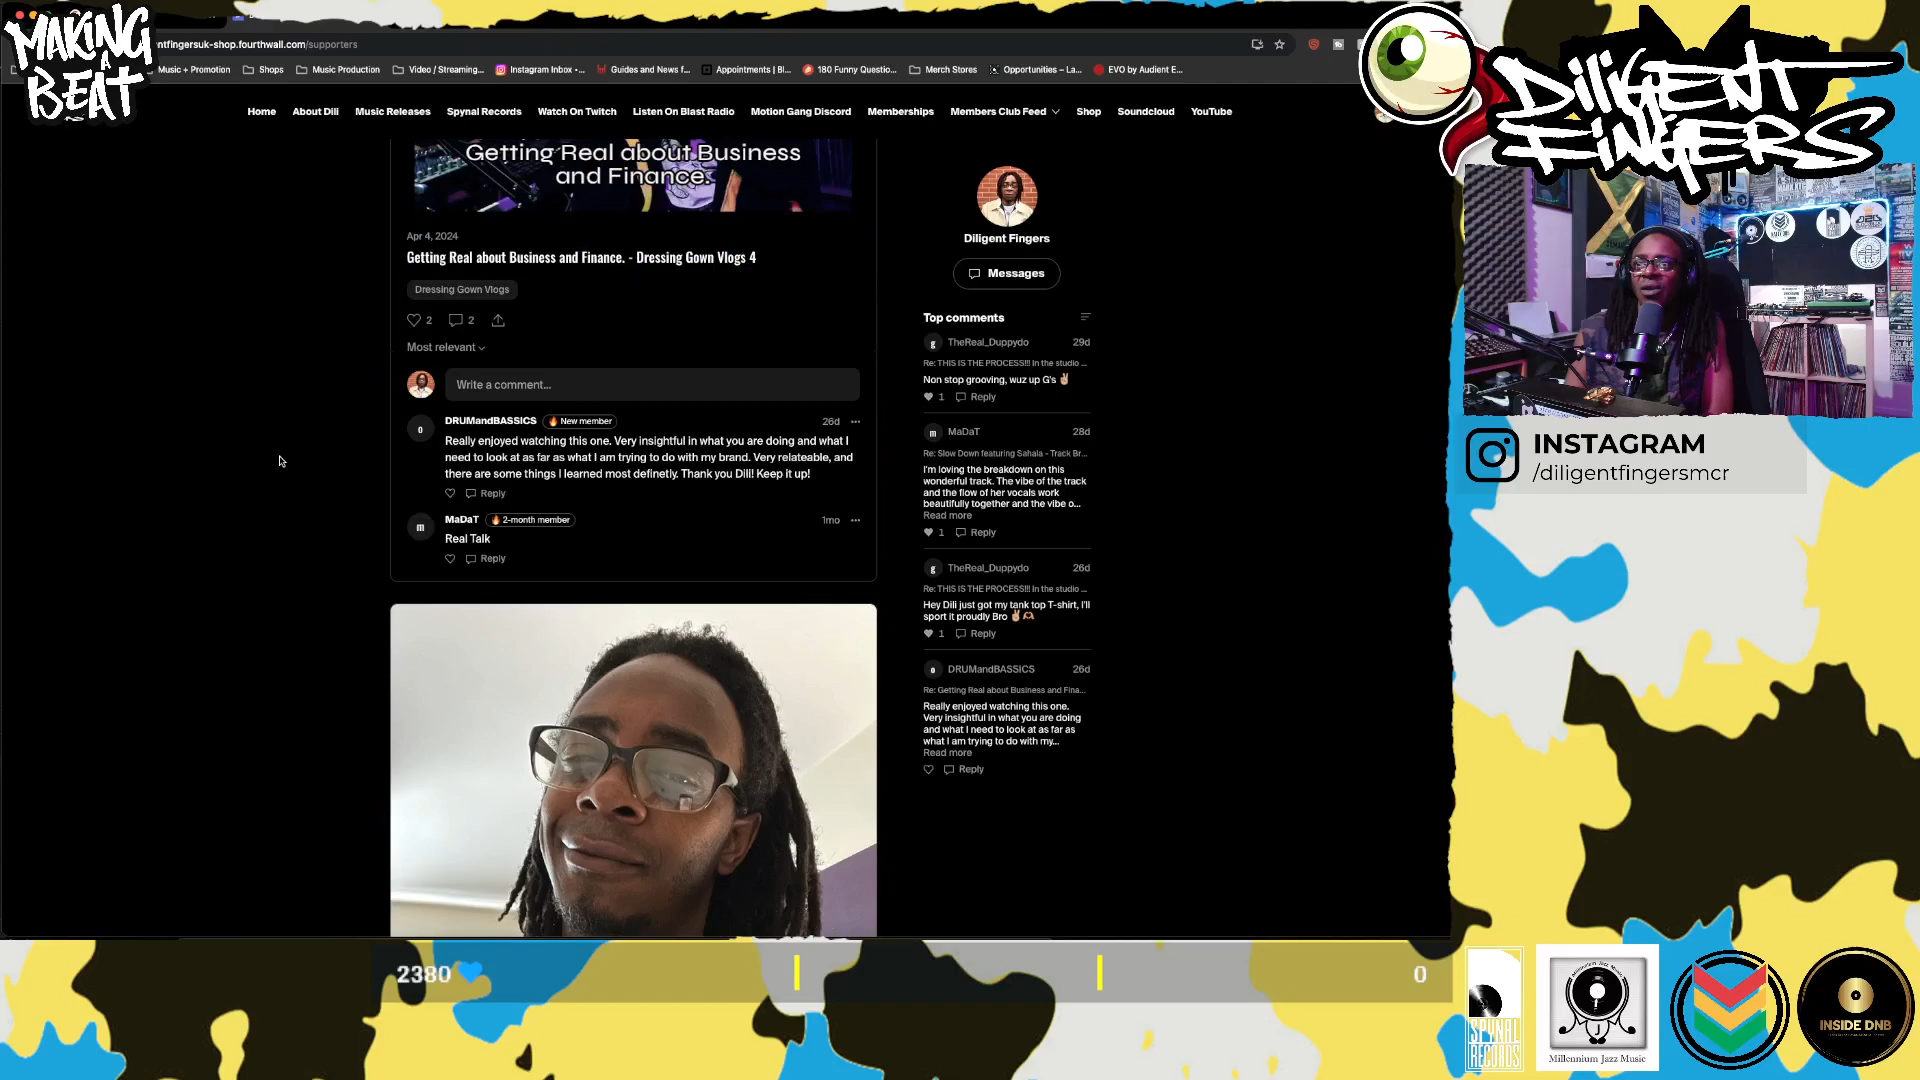 MAKING
A
BEAT
ntfingersuk-shop.fourthwall.com/supporters
Music + Promotion
Shops
Music Production
Video / Streaming...
Instagram Inbox •...
Guides and News f...
Appointments | Bl...
180 Funny Questio...
Merch Stores
Opportunities – La...
EVO by Audient E...
Home
About Dili
Music Releases
Spynal Records
Watch On Twitch
Listen On Blast Radio
Motion Gang Discord
Memberships
Members Club Feed
Shop
Soundcloud
YouTube
DILIGENT
FINGERS
Getting Real about Business
and Finance.
Apr 4, 2024
Getting Real about Business and Finance. - Dressing Gown Vlogs 4
Dressing Gown Vlogs
2
2
Most relevant
Write a comment...
DRUMandBASSICS
New member
26d
Really enjoyed watching this one. Very insightful in what you are doing and what I
need to look at as far as what I am trying to do with my brand. Very relateable, and
there are some things I learned most definetly. Thank you Dili! Keep it up!
Reply
m
MaDaT
2-month member
1mo
Real Talk
Reply
Diligent Fingers
Messages
Top comments
g
TheReal_Duppydo
29d
Re: THIS IS THE PROCESS!!! In the studio ...
Non stop grooving, wuz up G's ✌🏽
1
Reply
m
MaDaT
28d
Re: Slow Down featuring Sahala - Track Br...
I'm loving the breakdown on this
wonderful track. The vibe of the track
and the flow of her vocals work
beautifully together and the vibe o...
Read more
1
Reply
g
TheReal_Duppydo
26d
Re: THIS IS THE PROCESS!!! In the studio ...
Hey Dili just got my tank top T-shirt, I'll
sport it proudly Bro ✌🏽🫶🏽
1
Reply
DRUMandBASSICS
26d
Re: Getting Real about Business and Fina...
Really enjoyed watching this one.
Very insightful in what you are doing
and what I need to look at as far as
what I am trying to do with my...
Read more
Reply
INSTAGRAM
/diligentfingersmcr
2380
0
SPYNAL
RECORDS
Millennium Jazz Music
J
Millennium Jazz Music
INSIDE DNB